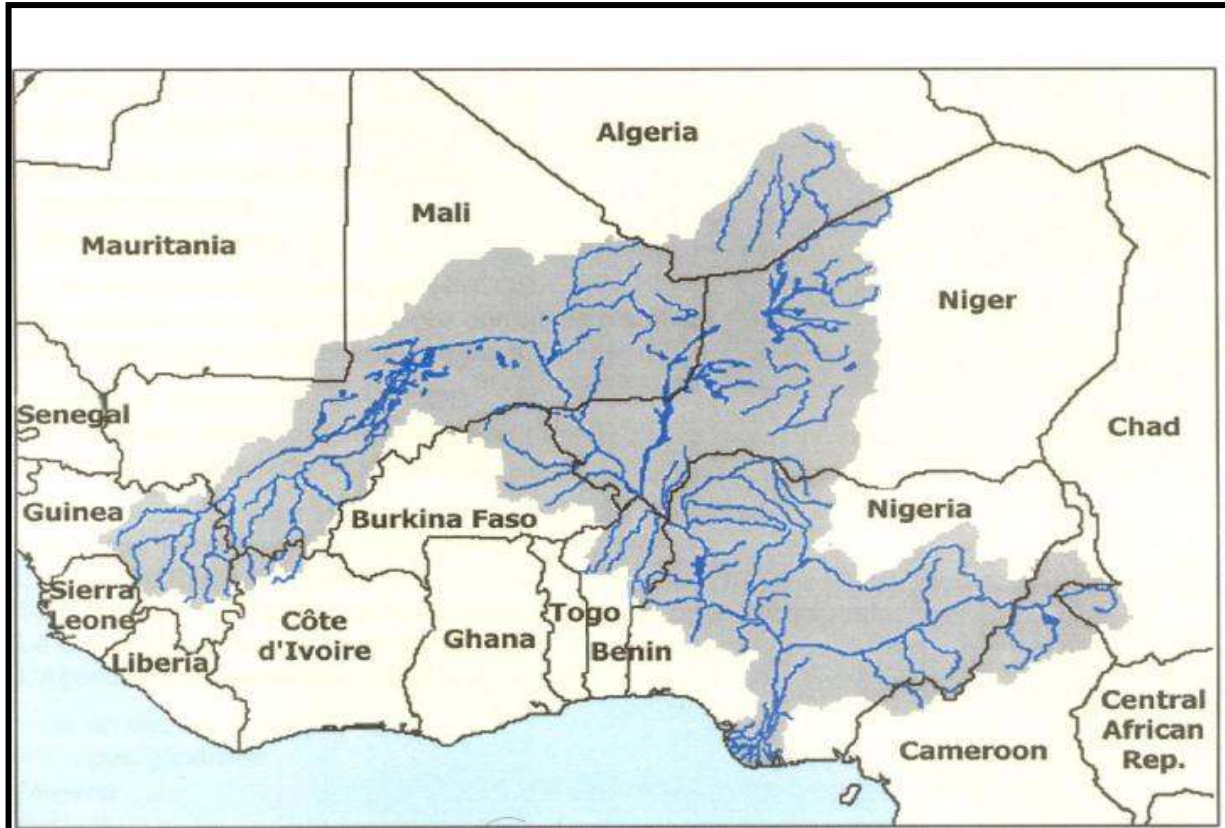 Algeria
Mali
Mauritania
Niger
Senegal
Chad
Guinea
Burkina Faso
Nigeria
Sierra
Leone
Côte
d'Ivoire
Ghana
Togo
Benin
Liberia
Central
African
Rep.
Cameroon